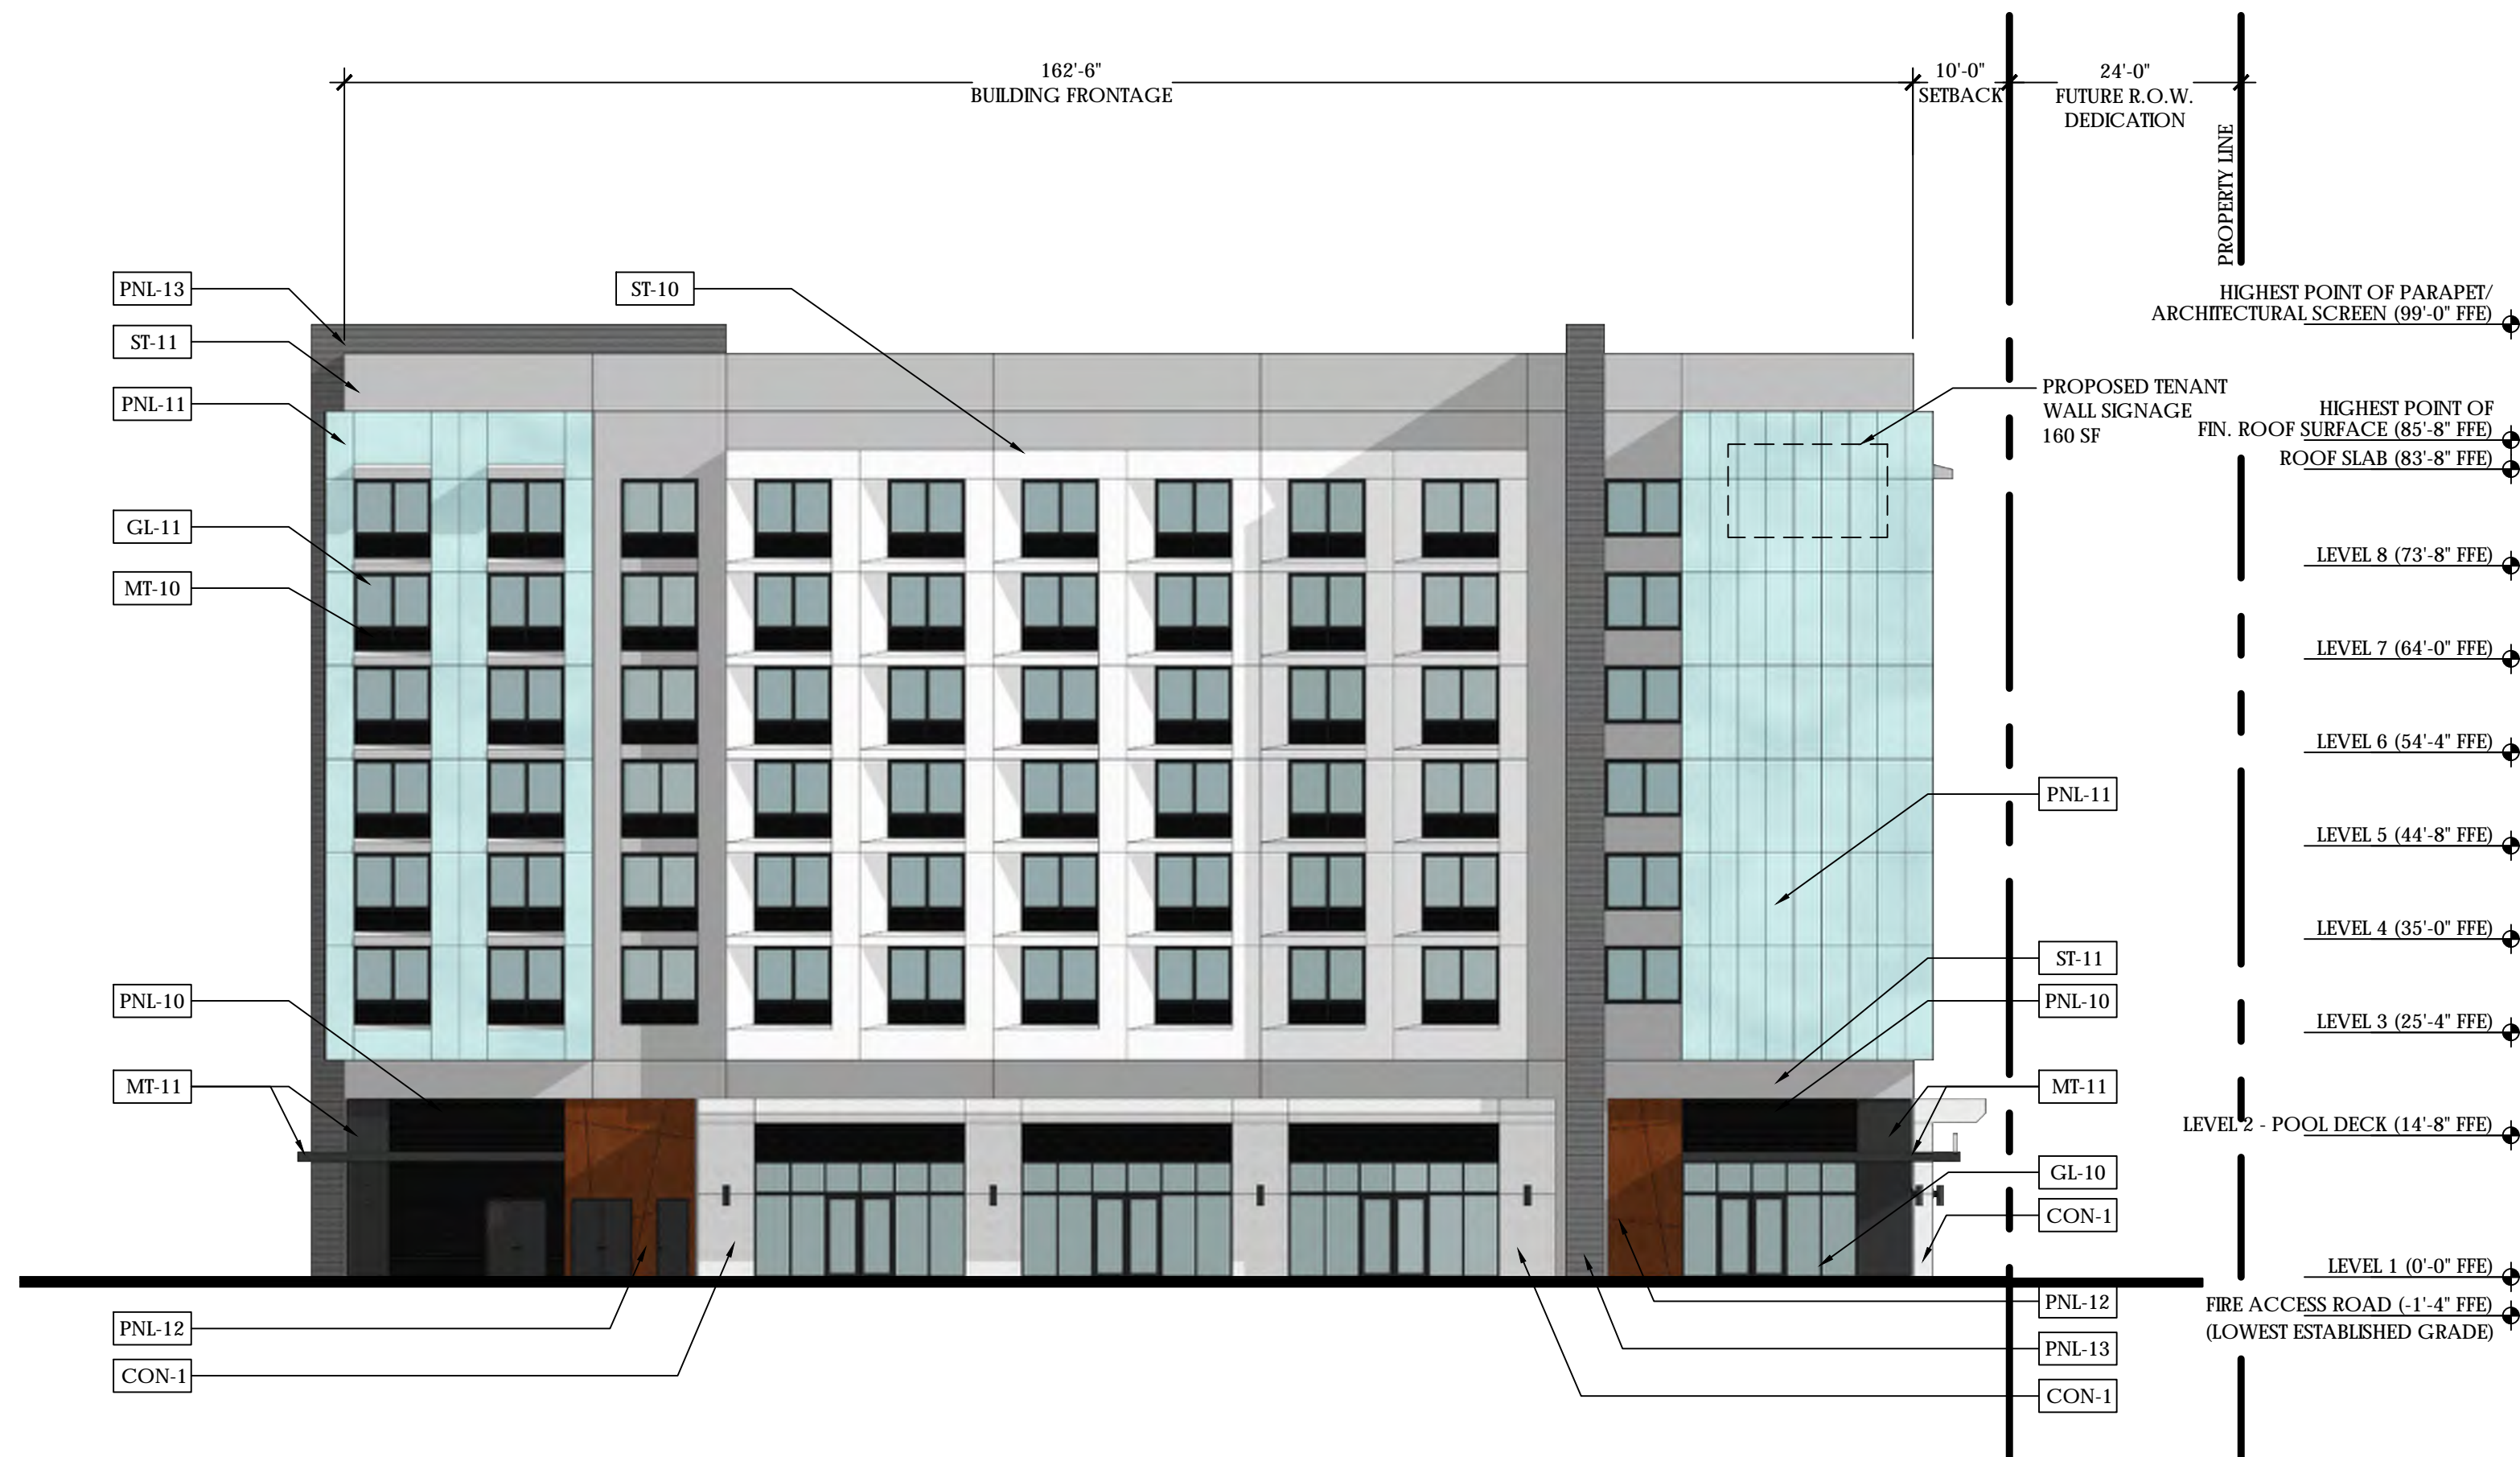 162'-6"
BUILDING FRONTAGE
10'-0"
SETBACK
24'-0"
FUTURE R.O.W.
DEDICATION
PROPERTY LINE
PNL-13
ST-11
PNL-11
GL-11
MT-10
PNL-10
MT-11
PNL-12
CON-1
ST-10
PROPOSED TENANT
WALL SIGNAGE
160 SF
PNL-11
ST-11
PNL-10
MT-11
GL-10
CON-1
PNL-12
PNL-13
CON-1
HIGHEST POINT OF PARAPET/
ARCHITECTURAL SCREEN (99'-0" FFE)
HIGHEST POINT OF
FIN. ROOF SURFACE (85'-8" FFE)
ROOF SLAB (83'-8" FFE)
LEVEL 8 (73'-8" FFE)
LEVEL 7 (64'-0" FFE)
LEVEL 6 (54'-4" FFE)
LEVEL 5 (44'-8" FFE)
LEVEL 4 (35'-0" FFE)
LEVEL 3 (25'-4" FFE)
LEVEL 2 - POOL DECK (14'-8" FFE)
LEVEL 1 (0'-0" FFE)
FIRE ACCESS ROAD (-1'-4" FFE)
(LOWEST ESTABLISHED GRADE)